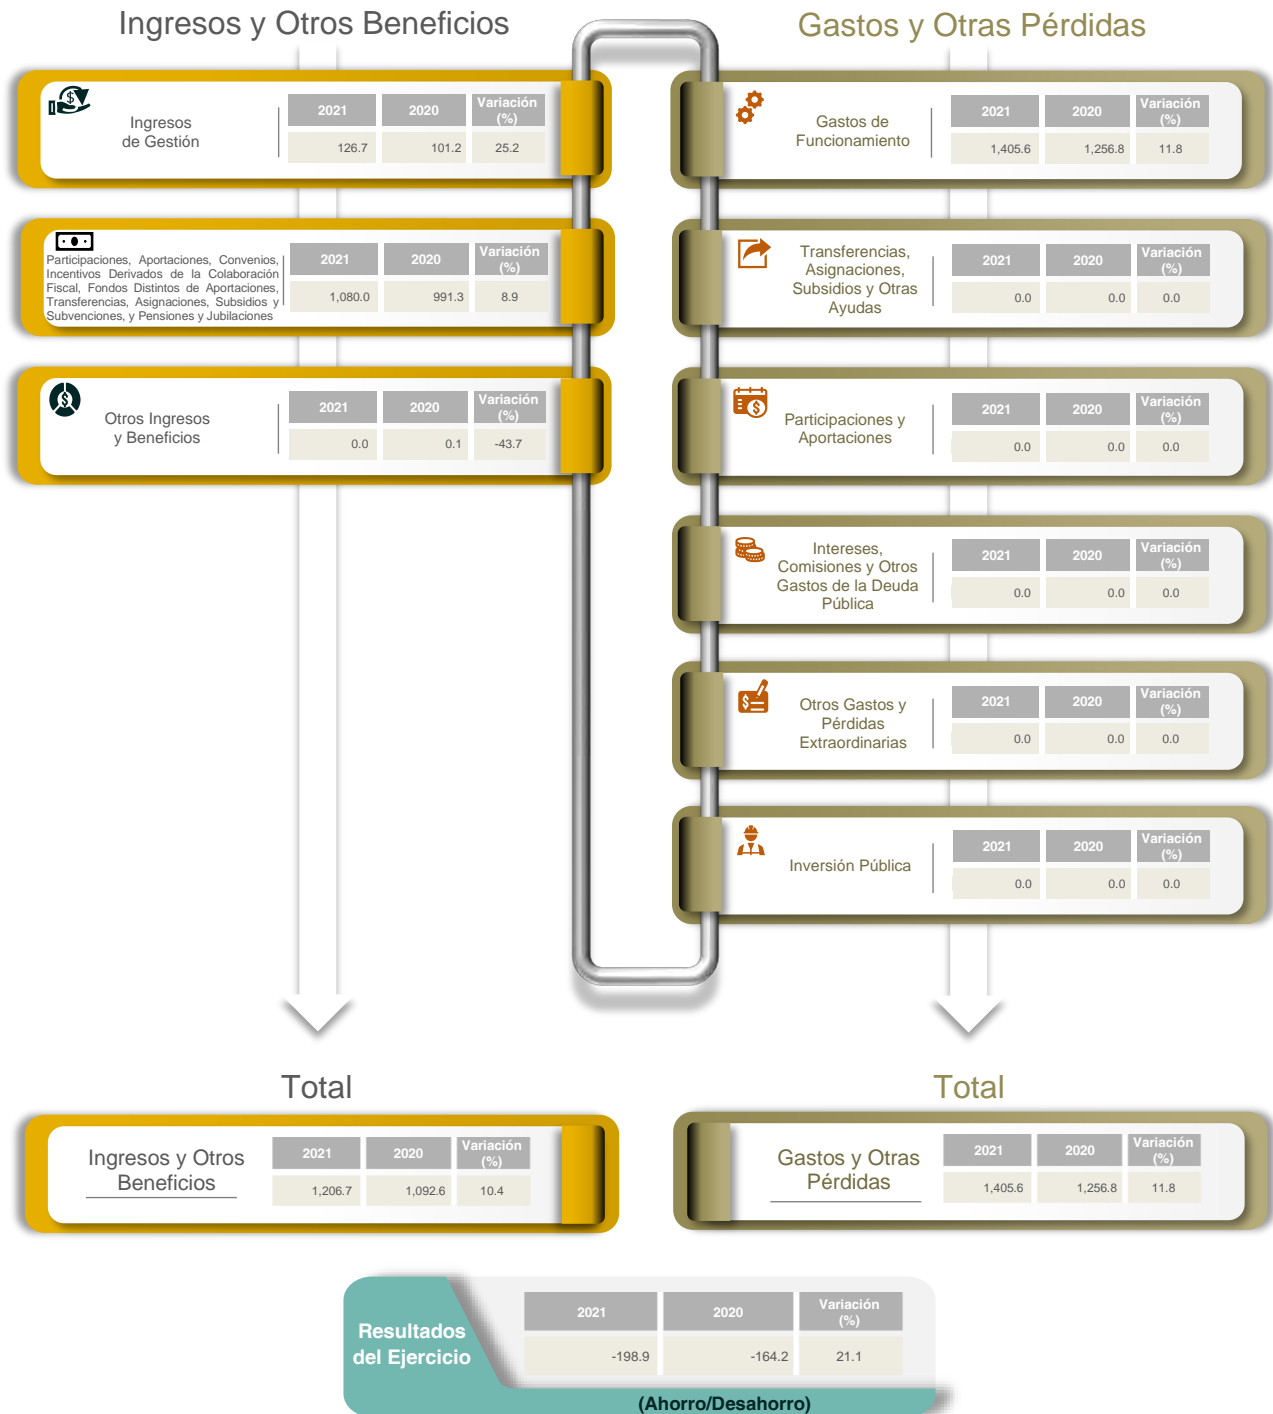 Ingresos y Otros Beneficios
Ingresos
de Gestión
2021 2020 Variación
(%)
126.7 101.2 25.2
Participaciones, Aportaciones, Convenios,
Incentivos Derivados de la Colaboración
Fiscal, Fondos Distintos de Aportaciones,
Transferencias, Asignaciones, Subsidios y
Subvenciones, y Pensiones y Jubilaciones
2021 2020 Variación
(%)
1,080.0 991.3 8.9
Otros Ingresos
y Beneficios
2021 2020 Variación
(%)
0.0 0.1 -43.7
Total
Ingresos y Otros
Beneficios
2021 2020 Variación
(%)
1,206.7 1,092.6 10.4
Gastos y Otras Pérdidas
Gastos de
Funcionamiento
2021 2020 Variación
(%)
1,405.6 1,256.8 11.8
Transferencias,
Asignaciones,
Subsidios y Otras
Ayudas
2021 2020 Variación
(%)
0.0 0.0 0.0
Participaciones y
Aportaciones
2021 2020 Variación
(%)
0.0 0.0 0.0
Intereses,
Comisiones y Otros
Gastos de la Deuda
Pública
2021 2020 Variación
(%)
0.0 0.0 0.0
Otros Gastos y
Pérdidas
Extraordinarias
2021 2020 Variación
(%)
0.0 0.0 0.0
Inversión Pública
2021 2020 Variación
(%)
0.0 0.0 0.0
Total
Gastos y Otras
Pérdidas
2021 2020 Variación
(%)
1,405.6 1,256.8 11.8
Resultados
del Ejercicio
2021 2020 Variación
(%)
-198.9 -164.2 21.1
(Ahorro/Desahorro)